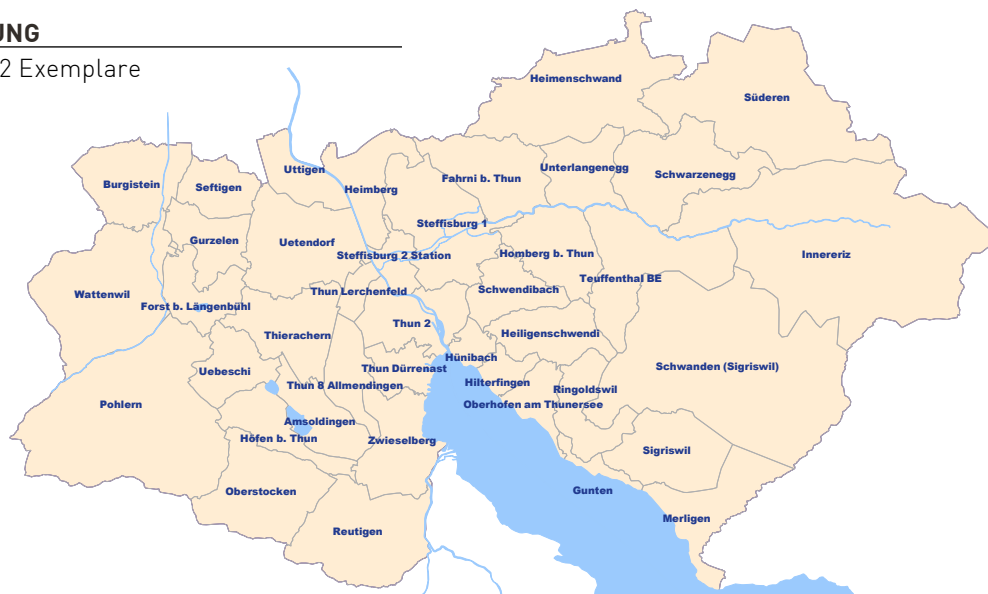 UNG
2 Exemplare
Heimenschwand
Süderen
Uttigen
Unterlangenegg
Schwarzenegg
Burgistein
Seftigen
Heimberg
Fahrni b. Thun
Steffisburg 1
Gurzelen
Uetendorf
Steffisburg 2 Station
Homberg b. Thun
Innereriz
Teuffenthal BE
Wattenwil
Forst b. Längenbühl
Thun Lerchenfeld
Schwendibach
Thierachern
Thun 2
Heiligenschwendi
Hünibach
Uebeschi
Thun Dürrenast
Schwanden (Sigriswil)
Thun 8 Allmendingen
Hilterfingen
Ringoldswil
Pohlern
Oberhofen am Thunersee
Amsoldingen
Höfen b. Thun
Zwieselberg
Sigriswil
Oberstocken
Gunten
Reutigen
Merligen